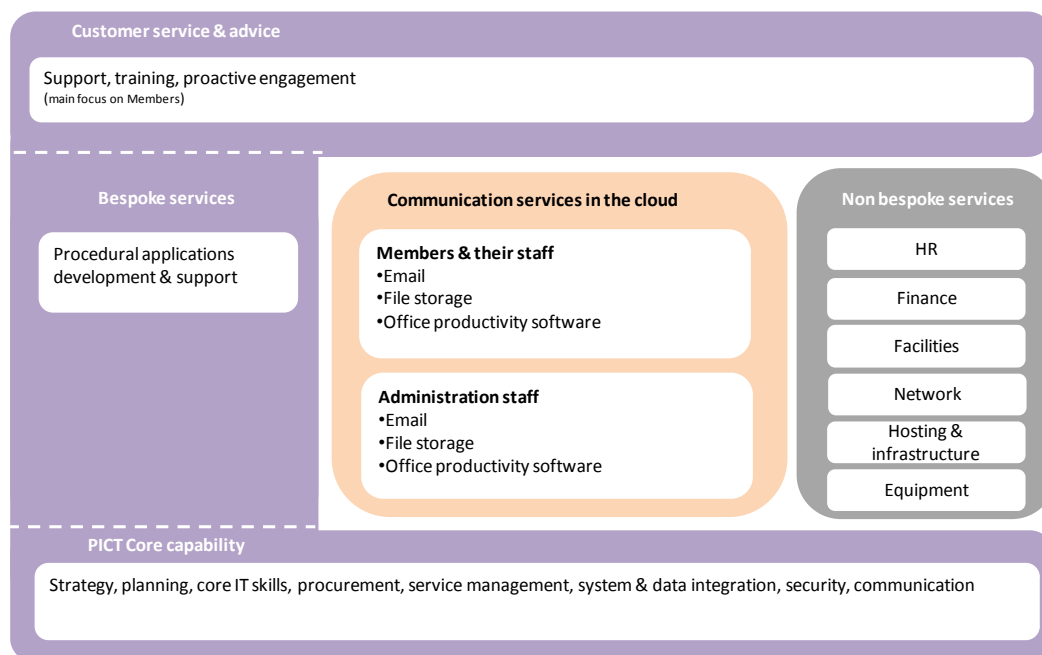 Customer service & advice
Support, training, proactive engagement
(main focus on Members)
Bespoke services
Procedural applications
development & support
Communication services in the cloud
Members & their staff
•Email
•File storage
•Office productivity software
Administration staff
•Email
•File storage
•Office productivity software
Non bespoke services
HR
Finance
Facilities
Network
Hosting &
infrastructure
Equipment
PICT Core capability
Strategy, planning, core IT skills, procurement, service management, system & data integration, security, communication